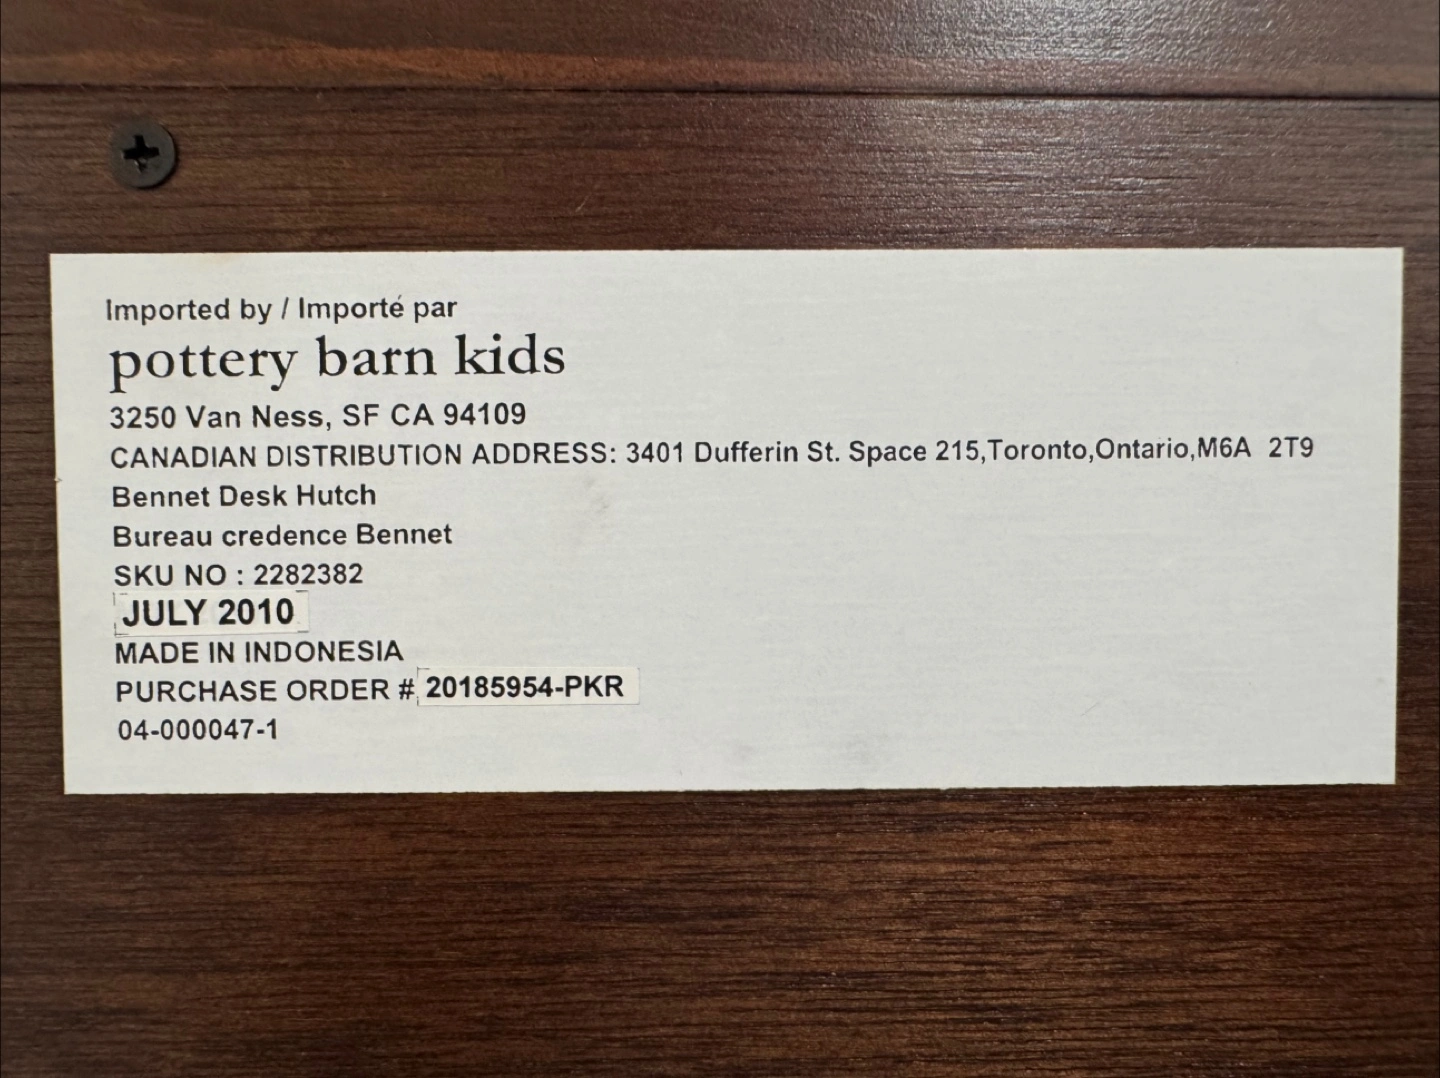 Imported by / Importé par
pottery barn kids
3250 Van Ness, SF CA 94109
CANADIAN DISTRIBUTION ADDRESS: 3401 Dufferin St. Space 215,Toronto,Ontario,M6A  2T9
Bennet Desk Hutch
Bureau credence Bennet
SKU NO : 2282382
JULY 2010
MADE IN INDONESIA
PURCHASE ORDER # 20185954-PKR
04-000047-1